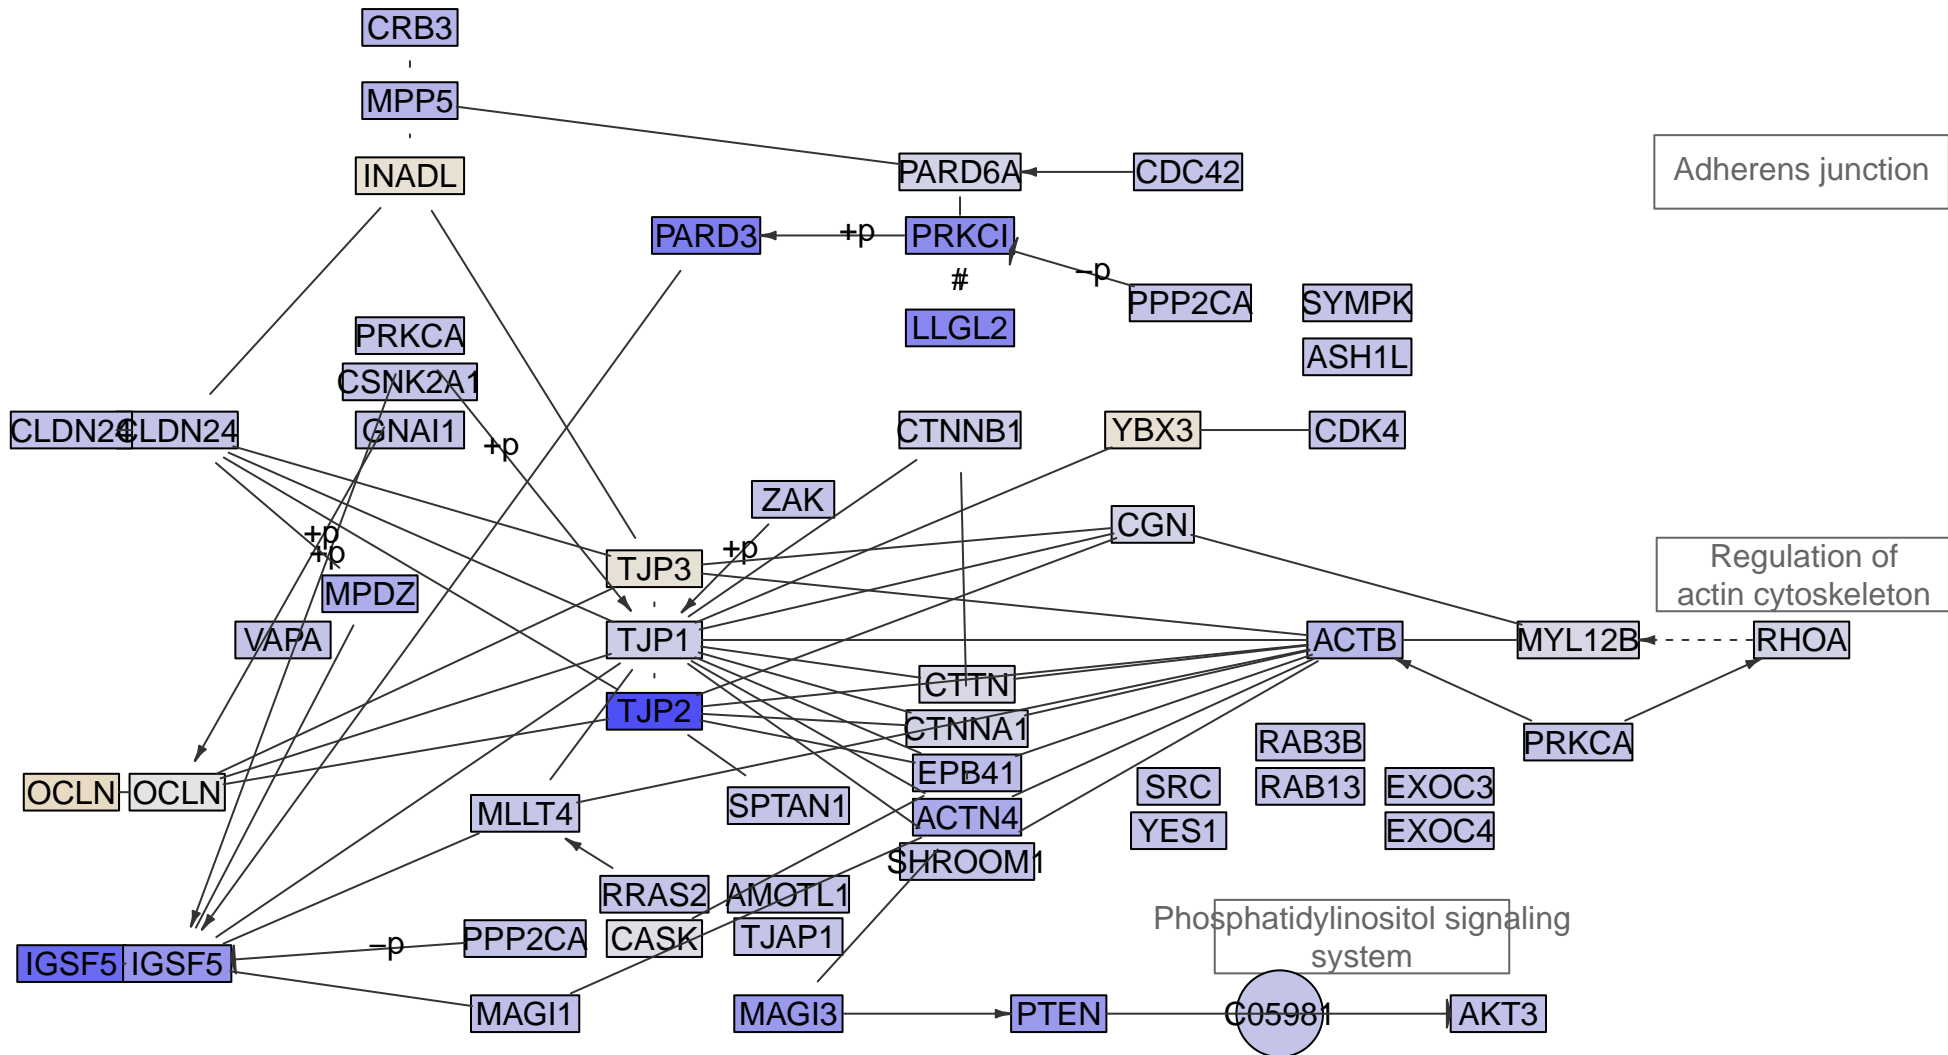 CRB3
MPP5
INADL
PARD6A
CDC42
Adherens junction
PARD3
+p
PRKCI
#
–p
PPP2CA
SYMPK
LLGL2
PRKCA
ASH1L
CSNK2A1
CLDN24
CLDN24
GNAI1
+p
CTNNB1
YBX3
CDK4
ZAK
CGN
+p
+p
+p
TJP3
MPDZ
Regulation of
actin cytoskeleton
VAPA
TJP1
ACTB
MYL12B
RHOA
CTTN
TJP2
CTNNA1
RAB3B
PRKCA
EPB41
OCLN
OCLN
SRC
RAB13
EXOC3
MLLT4
SPTAN1
ACTN4
YES1
EXOC4
SHROOM1
RRAS2
AMOTL1
Phosphatidylinositol signaling
system
PPP2CA
CASK
TJAP1
–p
IGSF5
IGSF5
MAGI1
MAGI3
PTEN
C05981
AKT3